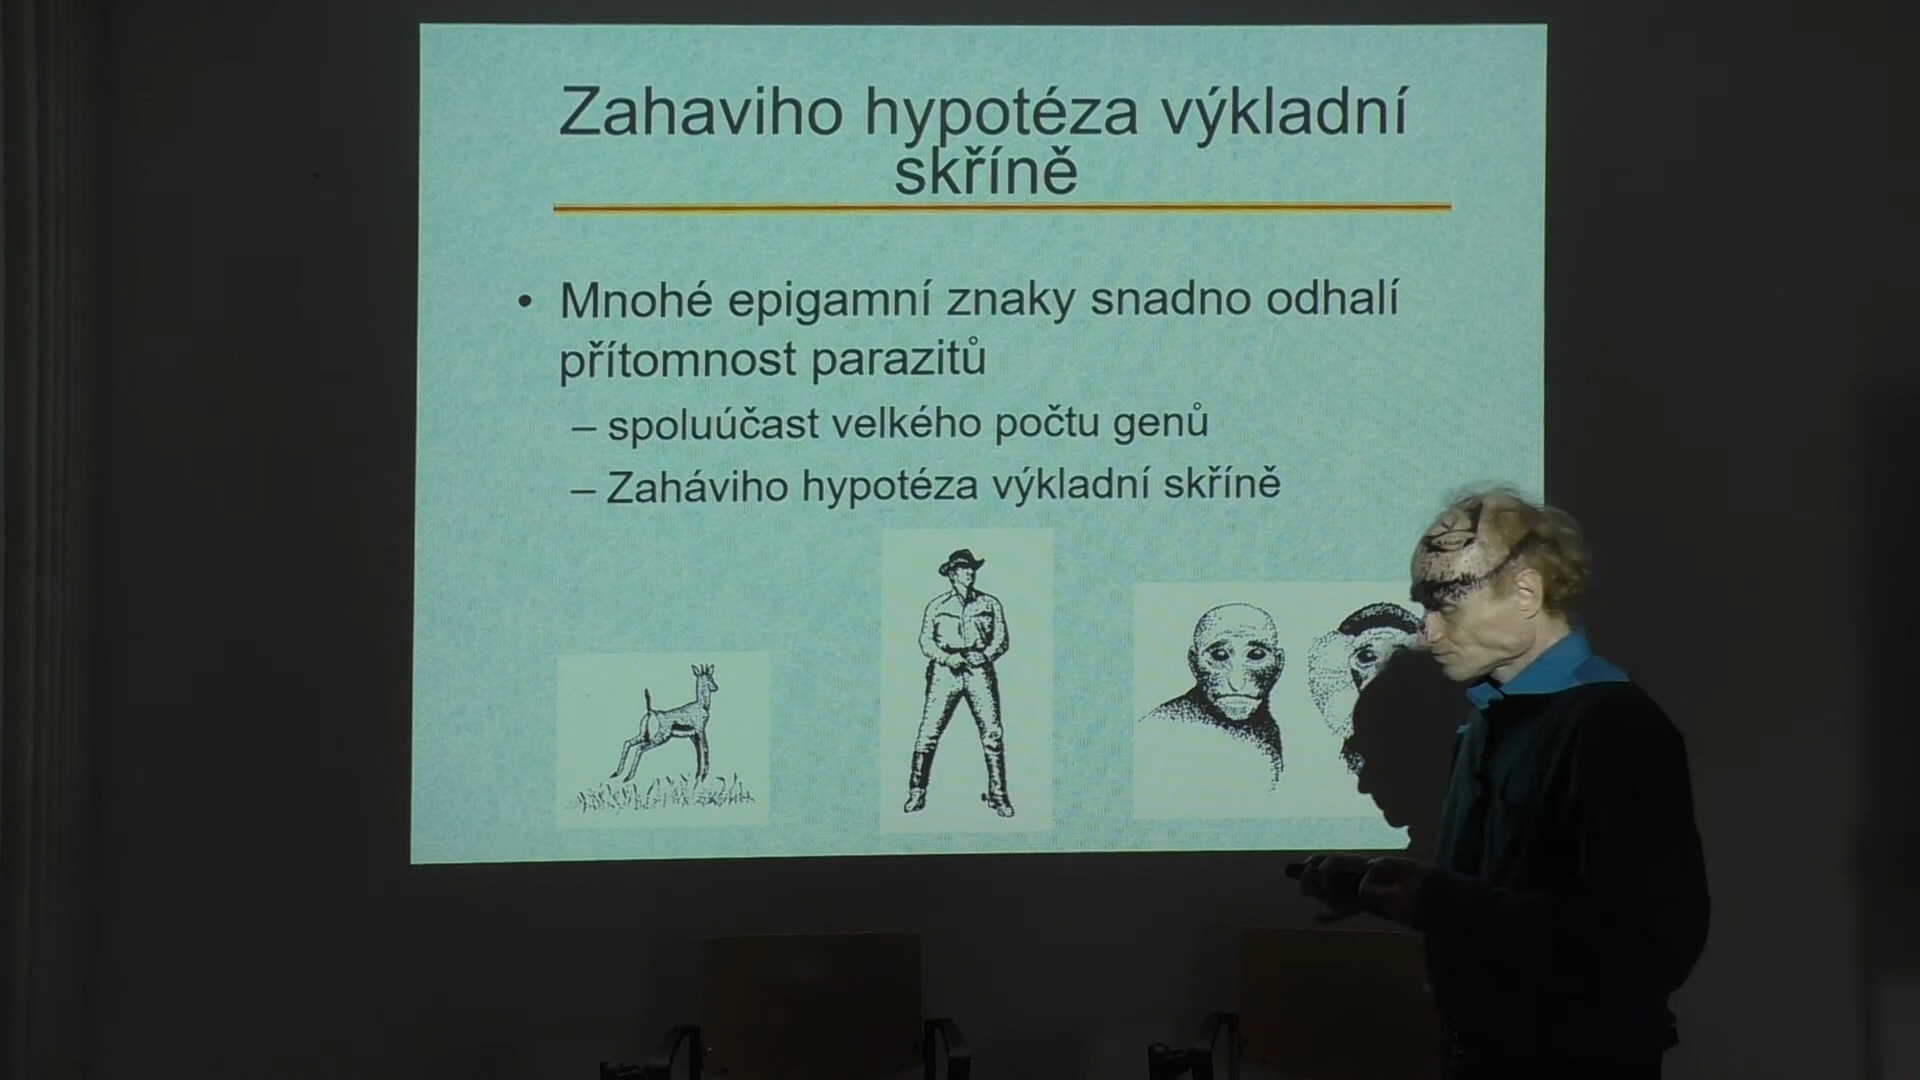 Zahaviho hypotéza výkladní
skříně
• Mnohé epigamní znaky snadno odhalí
přítomnost parazitů
– spoluúčast velkého počtu genů
– Zaháviho hypotéza výkladní skříně